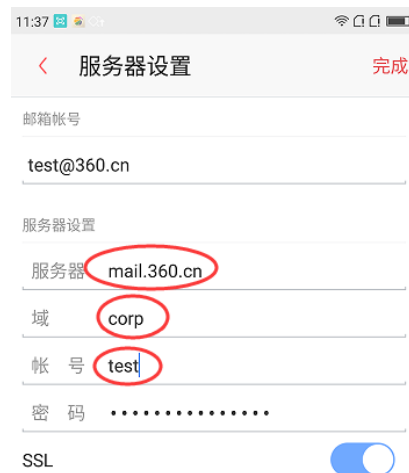 11:37
服务器设置
完成
邮箱帐号
test@360.cn
服务器设置
服务器 mail.360.cn
域 corp
帐 号 test
密 码 •••••••••••••••
SSL